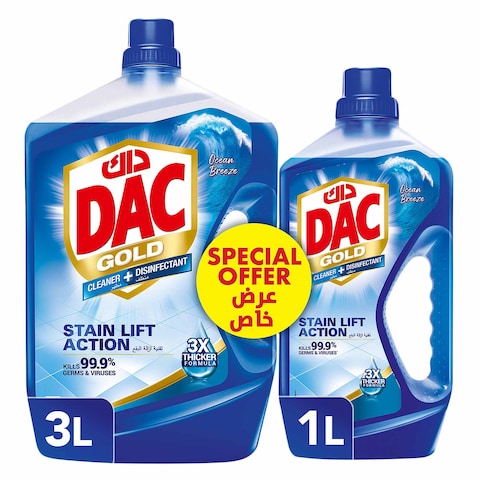 داك
DAC
GOLD
CLEANER + DISINFECTANT
Ocean
Breeze
STAIN LIFT
ACTION
KILLS 99.9%
GERMS & VIRUSES
3X
THICKER
FORMULA
3L
SPECIAL
OFFER
عرض
خاص
داك
DAC
GOLD
CLEANER + DISINFECTANT
Ocean
Breeze
STAIN LIFT
ACTION
KILLS 99.9%
GERMS & VIRUSES
3X
THICKER
FORMULA
1L